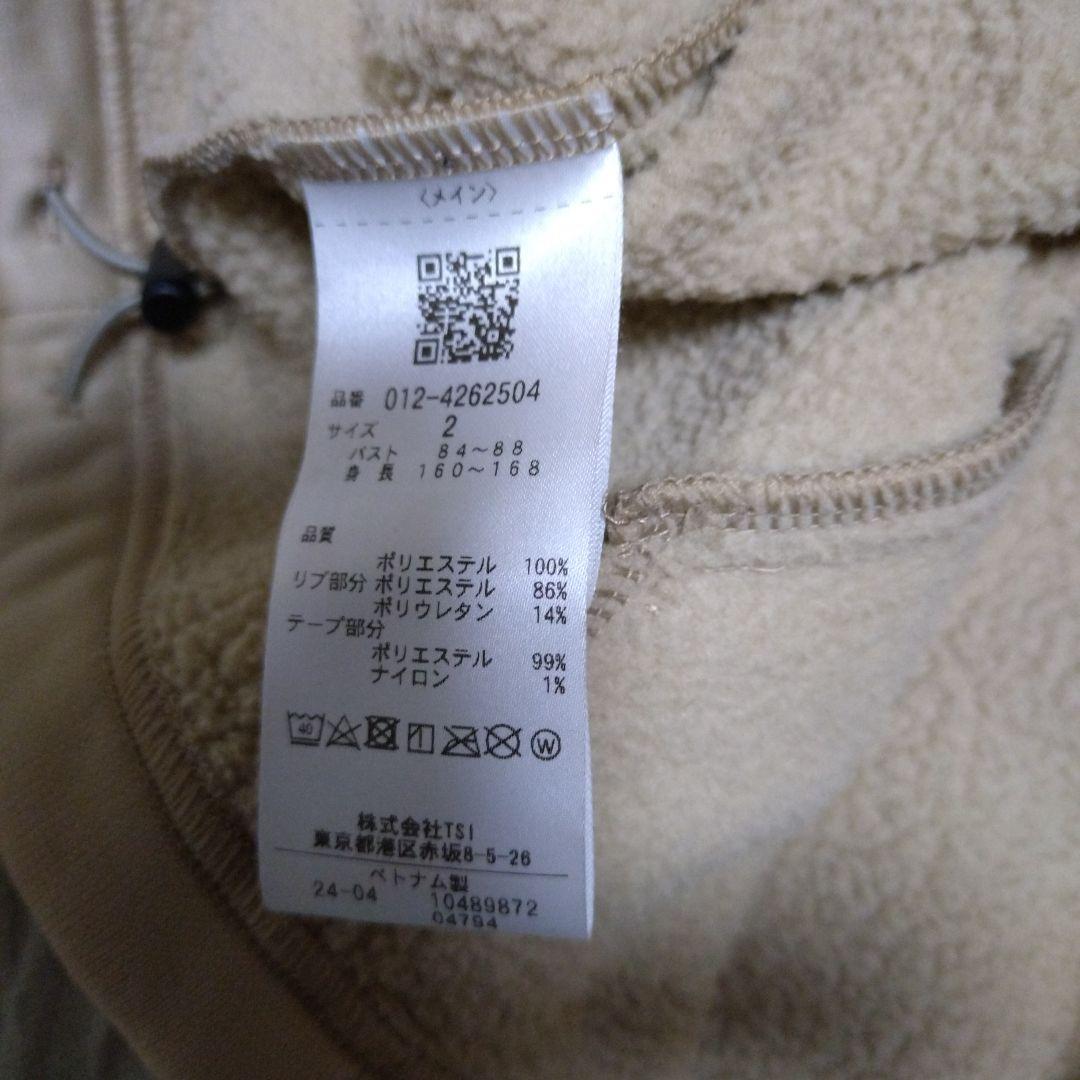 〈メイン〉
品番 012-4262504
サイズ 2
バスト 84～88
身長 160～168
品質
ポリエステル 100%
リブ部分 ポリエステル 86%
ポリウレタン 14%
テープ部分
ポリエステル 99%
ナイロン 1%
40
W
株式会社TSI
東京都港区赤坂8-5-26
ベトナム製
24-04 10489872
04794